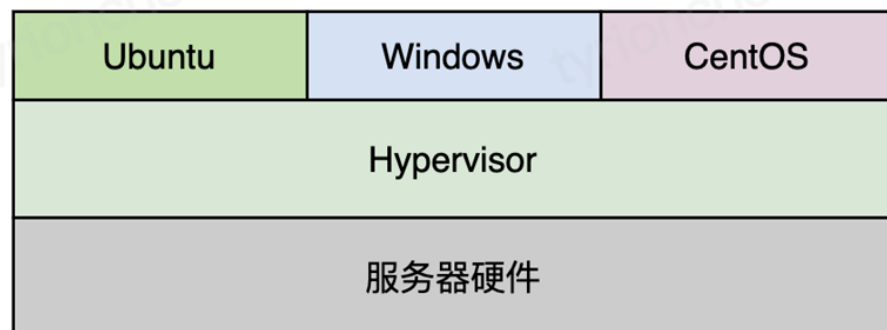 Ubuntu Windows CentOS
Hypervisor
服务器硬件